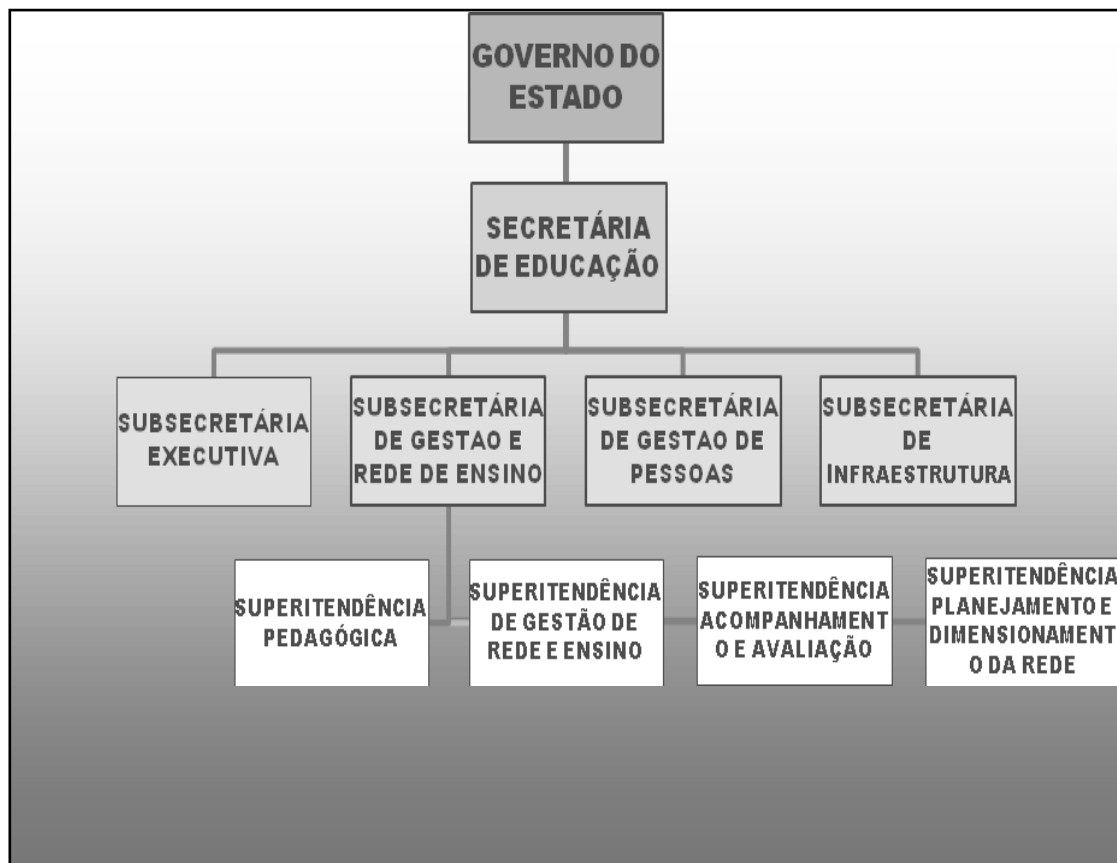 GOVERNO DO
ESTADO
SECRETÁRIA
DE EDUCAÇÃO
SUBSECRETÁRIA
EXECUTIVA
SUBSECRETÁRIA
DE GESTAO E
REDE DE ENSINO
SUBSECRETÁRIA
DE GESTAO DE
PESSOAS
SUBSECRETÁRIA
DE
INFRAESTRUTURA
SUPERITENDÊNCIA
PEDAGÓGICA
SUPERITENDÊNCIA
DE GESTÃO DE
REDE E ENSINO
SUPERITENDÊNCIA
ACOMPANHAMENT
O E AVALIAÇÃO
SUPERITENDÊNCIA
PLANEJAMENTO E
DIMENSIONAMENT
O DA REDE